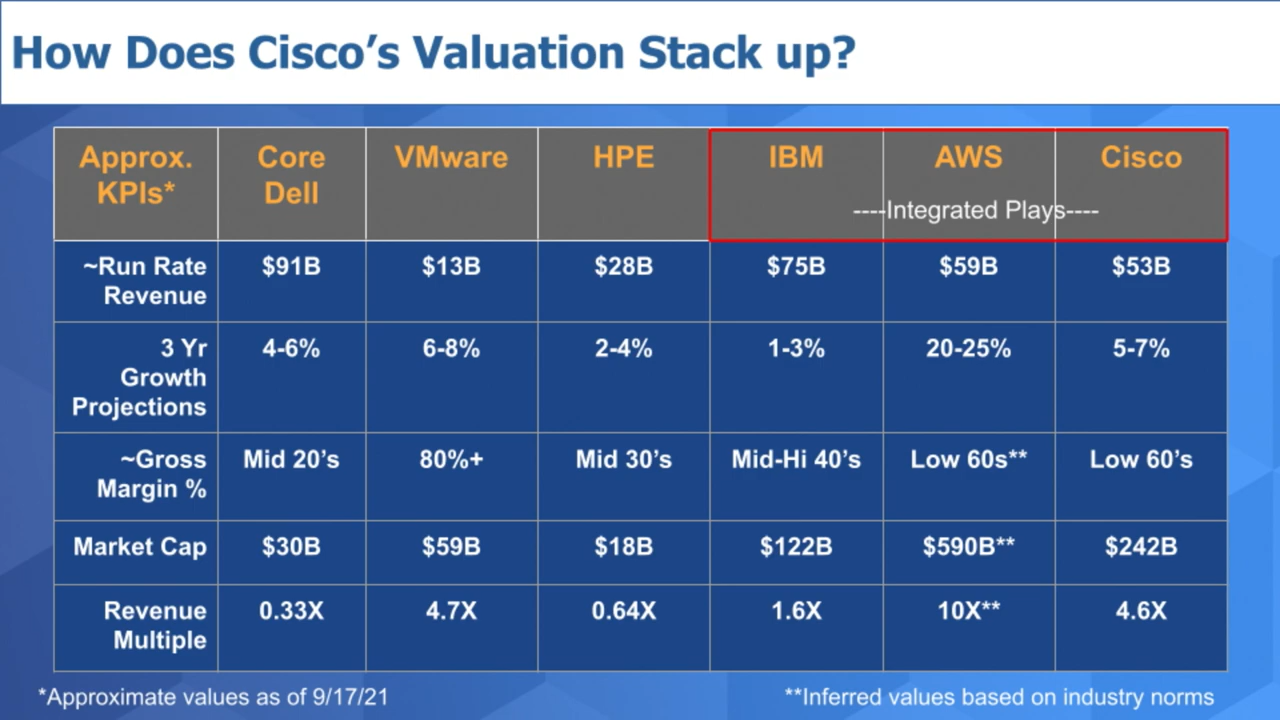 How Does Cisco’s Valuation Stack up?
Approx. KPIs* Core Dell VMware HPE IBM AWS Cisco
----Integrated Plays----
~Run Rate Revenue $91B $13B $28B $75B $59B $53B
3 Yr Growth Projections 4-6% 6-8% 2-4% 1-3% 20-25% 5-7%
~Gross Margin % Mid 20’s 80%+ Mid 30’s Mid-Hi 40’s Low 60s** Low 60’s
Market Cap $30B $59B $18B $122B $590B** $242B
Revenue Multiple 0.33X 4.7X 0.64X 1.6X 10X** 4.6X
*Approximate values as of 9/17/21 **Inferred values based on industry norms